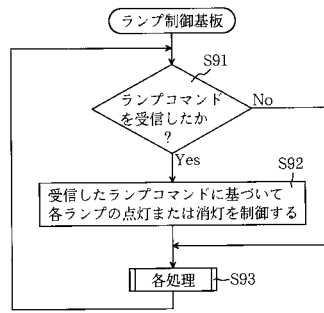 ランプ制御基板
S91
ランプコマンド
を受信したか
?
No
Yes
S92
受信したランプコマンドに基づいて
各ランプの点灯または消灯を制御する
各処理
S93